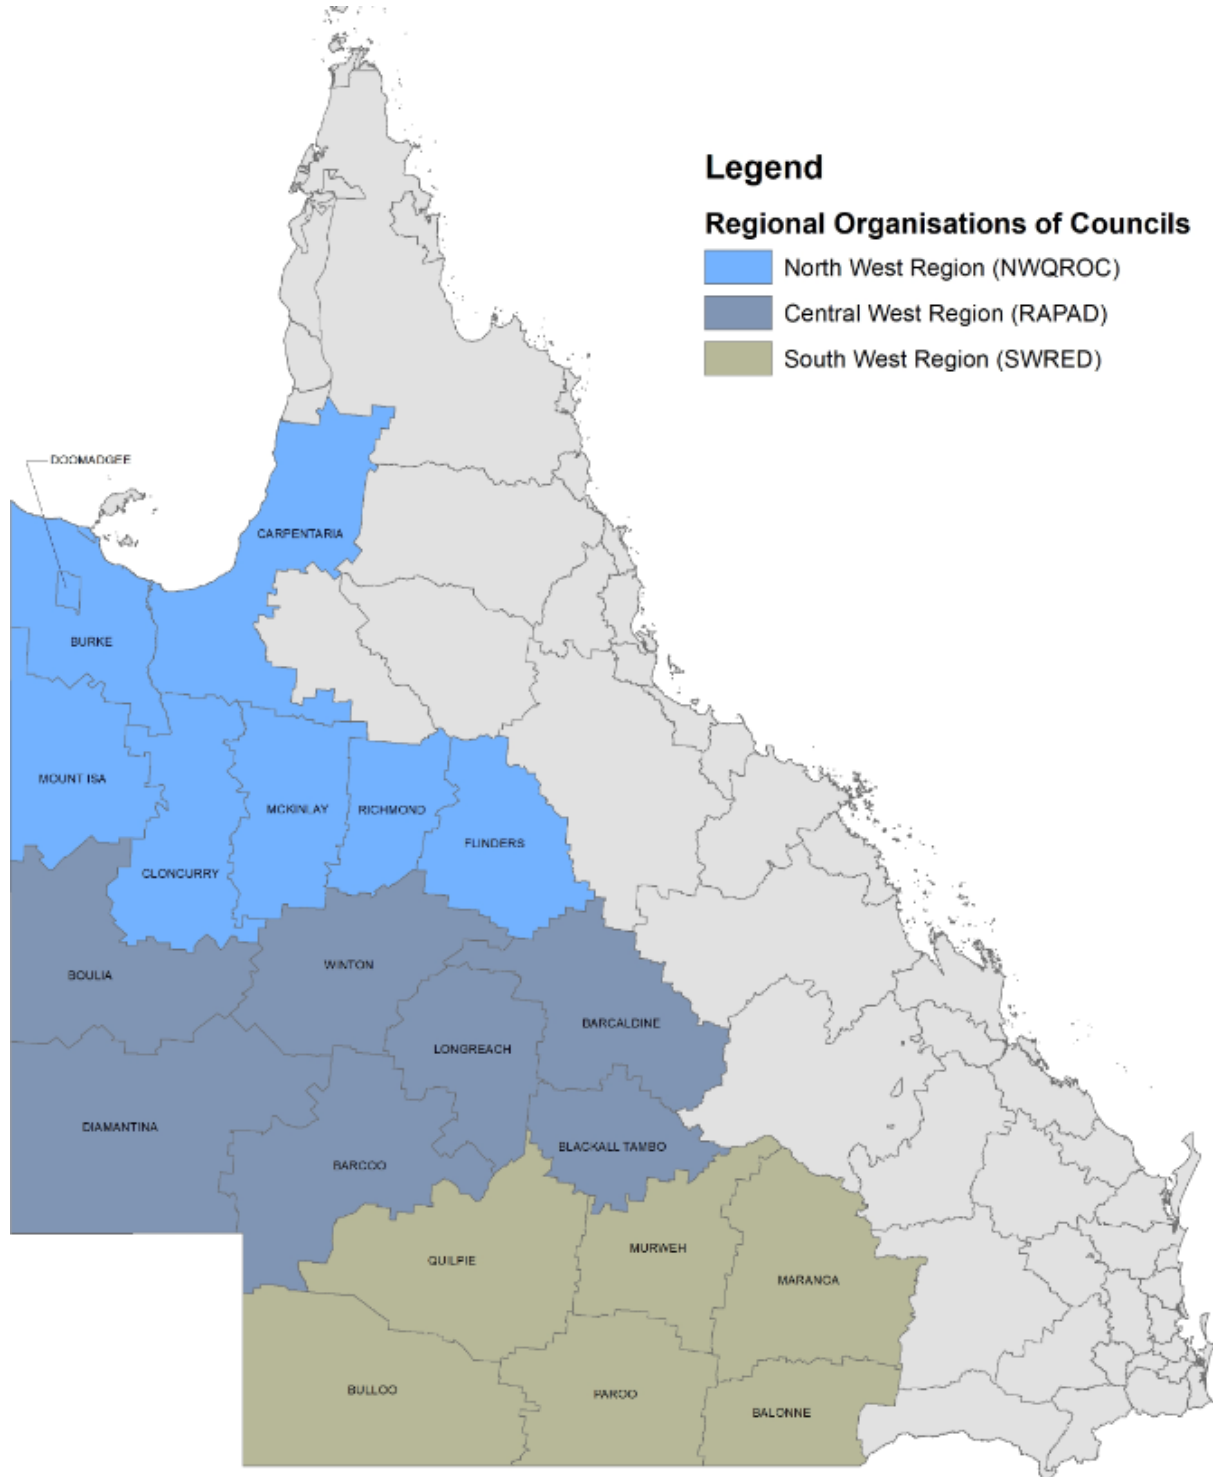 Legend
Regional Organisations of Councils
North West Region (NWQROC)
Central West Region (RAPAD)
South West Region (SWRED)
DOOMADGEE
CARPENTARIA
BURKE
MOUNT ISA
MCKINLAY
RICHMOND
FLINDERS
CLONCURRY
BOULIA
WINTON
BARCALDINE
LONGREACH
DIAMANTINA
BLACKALL TAMBO
BARCOO
QUILPIE
MURWEH
MARANOA
BULLOO
PAROO
BALONNE